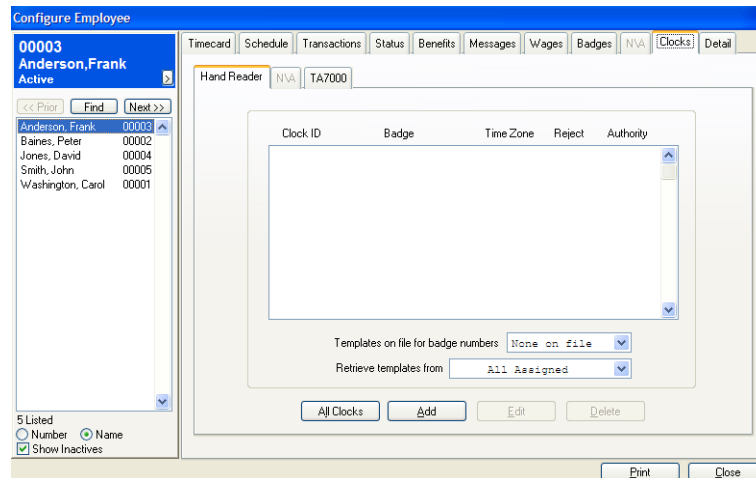 Configure Employee
00003
Anderson,Frank
Active
>
<< Prior Find Next >>
Anderson, Frank 00003
Baines, Peter 00002
Jones, David 00004
Smith, John 00005
Washington, Carol 00001
5 Listed
Number Name
Show Inactives
Timecard Schedule Transactions Status Benefits Messages Wages Badges N\A Clocks Detail
Hand Reader N\A TA7000
Clock ID Badge Time Zone Reject Authority
Templates on file for badge numbers None on file
Retrieve templates from All Assigned
All Clocks Add Edit Delete
Print Close